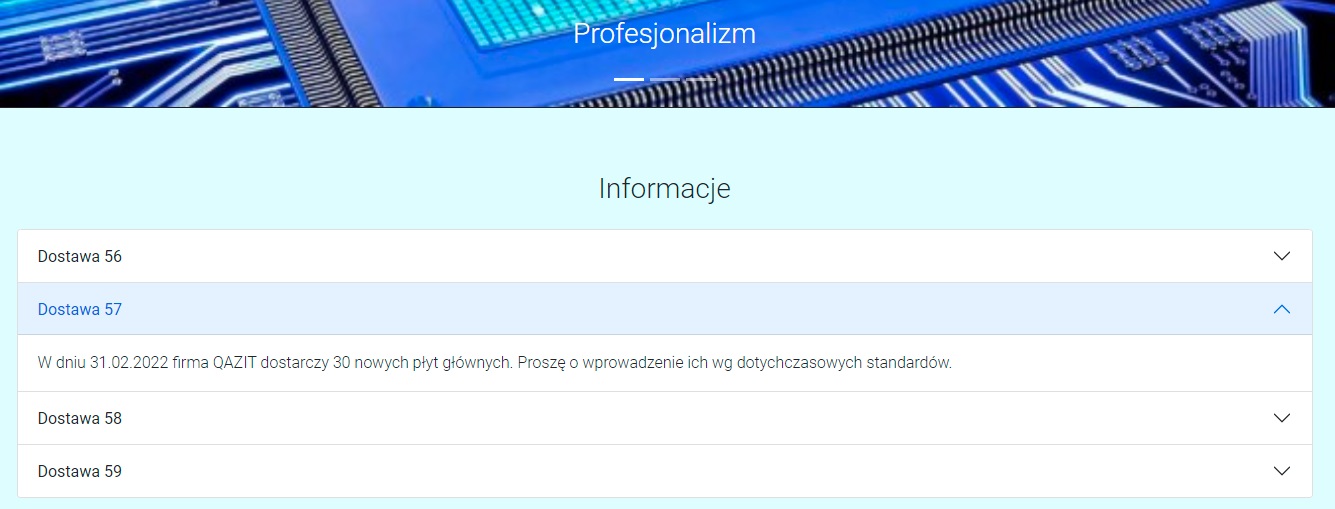 Profesjonalizm
Informacje
Dostawa 56
Dostawa 57
W dniu 31.02.2022 firma QAZIT dostarczy 30 nowych płyt głównych. Proszę o wprowadzenie ich wg dotychczasowych standardów.
Dostawa 58
Dostawa 59